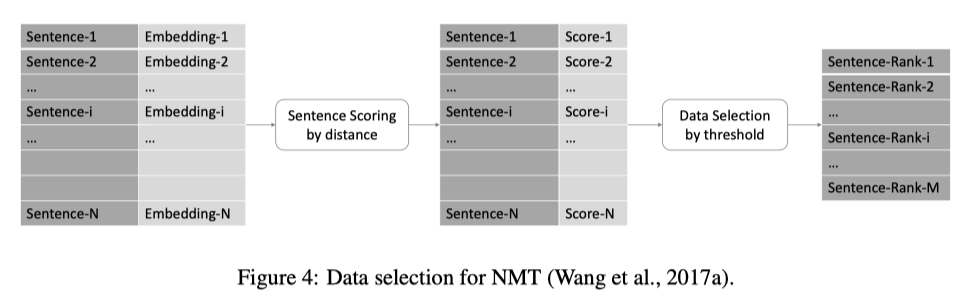 Sentence-1 Embedding-1
Sentence-2 Embedding-2
... ...
Sentence-i Embedding-i
... ...
Sentence-N Embedding-N
Sentence Scoring
by distance
Sentence-1 Score-1
Sentence-2 Score-2
... ...
Sentence-i Score-i
... ...
Sentence-N Score-N
Data Selection
by threshold
Sentence-Rank-1
Sentence-Rank-2
...
Sentence-Rank-i
...
Sentence-Rank-M
Figure 4: Data selection for NMT (Wang et al., 2017a).